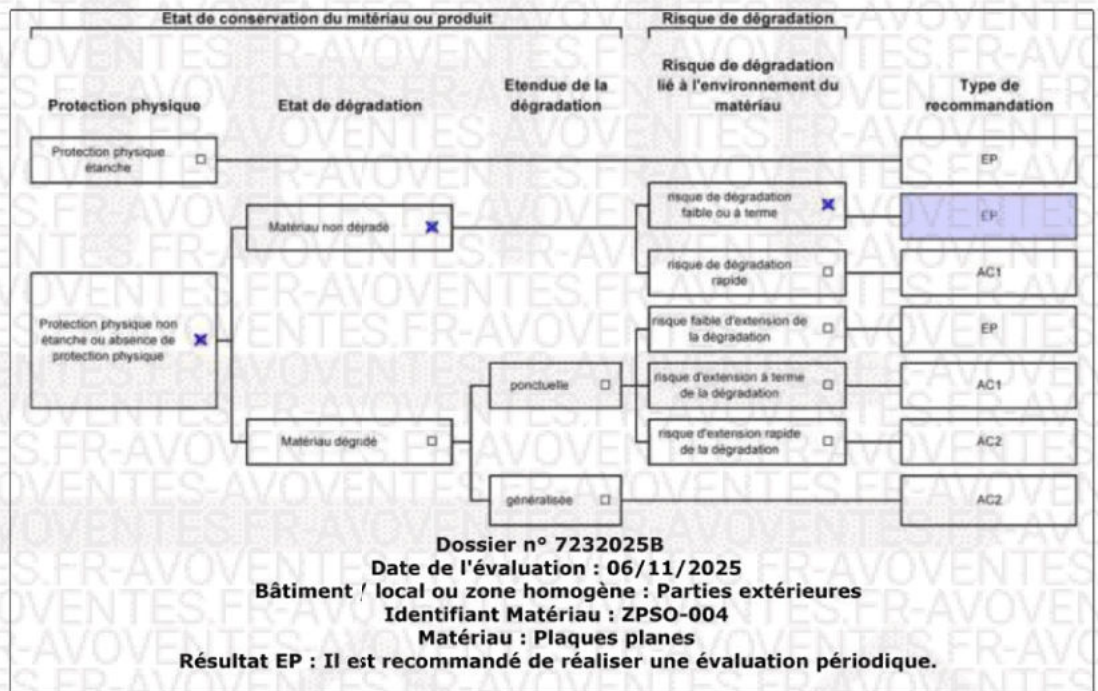 Etat de conservation du mitériau ou produit
Risque de dégradation
Protection physique
Etat de dégradation
Etendue de la
dégradation
Risque de dégradation
lié à l'environnement du
matériau
Type de
recommandation
Protection physique
étanche
EP
Matériau non dégradé
risque de dégradation
faible ou à terme
EP
risque de dégradation
rapide
AC1
Protection physique non
étanche ou absence de
protection physique
risque faible d'extension de
la dégradation
EP
ponctuelle
risque d'extension à terme
de la dégradation
AC1
Matériau dégradé
risque d'extension rapide
de la dégradation
AC2
généralisée
AC2
Dossier n° 7232025B
Date de l'évaluation : 06/11/2025
Bâtiment / local ou zone homogène : Parties extérieures
Identifiant Matériau : ZPSO-004
Matériau : Plaques planes
Résultat EP : Il est recommandé de réaliser une évaluation périodique.
AVOVENTES.FR